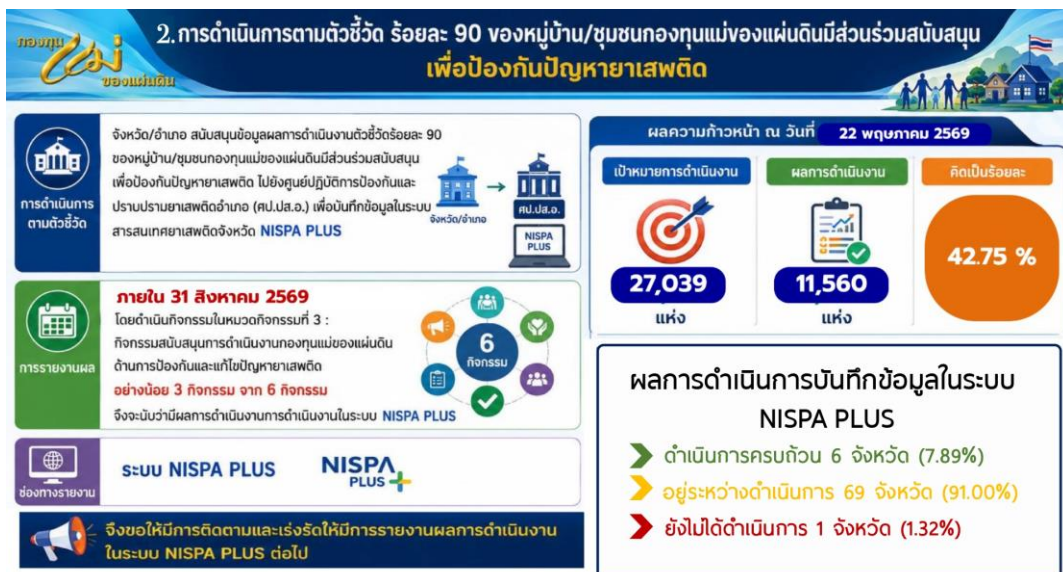 กองทุน
แม่
ของแผ่นดิน
2.การดำเนินการตามตัวชี้วัด ร้อยละ 90 ของหมู่บ้าน/ชุมชนกองทุนแม่ของแผ่นดินมีส่วนร่วมสนับสนุน
เพื่อป้องกันปัญหายาเสพติด
การดำเนินการ
ตามตัวชี้วัด
จังหวัด/อำเภอ สนับสนุนข้อมูลผลการดำเนินงานตัวชี้วัดร้อยละ 90
ของหมู่บ้าน/ชุมชนกองทุนแม่ของแผ่นดินมีส่วนร่วมสนับสนุน
เพื่อป้องกันปัญหายาเสพติด ไปยังศูนย์ปฏิบัติการป้องกันและ
ปราบปรามยาเสพติดอำเภอ (ศป.ปส.อ.) เพื่อบันทึกข้อมูลในระบบ
สารสนเทศยาเสพติดจังหวัด NISPA PLUS
จังหวัด/อำเภอ
ศป.ปส.อ.
NISPA
PLUS
การรายงานผล
ภายใน 31 สิงหาคม 2569
โดยดำเนินกิจกรรมในหมวดกิจกรรมที่ 3 :
กิจกรรมสนับสนุนการดำเนินงานกองทุนแม่ของแผ่นดิน
ด้านการป้องกันและแก้ไขปัญหายาเสพติด
อย่างน้อย 3 กิจกรรม จาก 6 กิจกรรม
จึงจะนับว่ามีผลการดำเนินงานการดำเนินงานในระบบ NISPA PLUS
6
กิจกรรม
ช่องทางรายงาน
ระบบ NISPA PLUS
NISPA
PLUS
จึงขอให้มีการติดตามและเร่งรัดให้มีการรายงานผลการดำเนินงาน
ในระบบ NISPA PLUS ต่อไป
ผลความก้าวหน้า ณ วันที่ 22 พฤษภาคม 2569
เป้าหมายการดำเนินงาน
27,039
แห่ง
ผลการดำเนินงาน
11,560
แห่ง
คิดเป็นร้อยละ
42.75 %
ผลการดำเนินการบันทึกข้อมูลในระบบ
NISPA PLUS
ดำเนินการครบถ้วน 6 จังหวัด (7.89%)
อยู่ระหว่างดำเนินการ 69 จังหวัด (91.00%)
ยังไม่ได้ดำเนินการ 1 จังหวัด (1.32%)